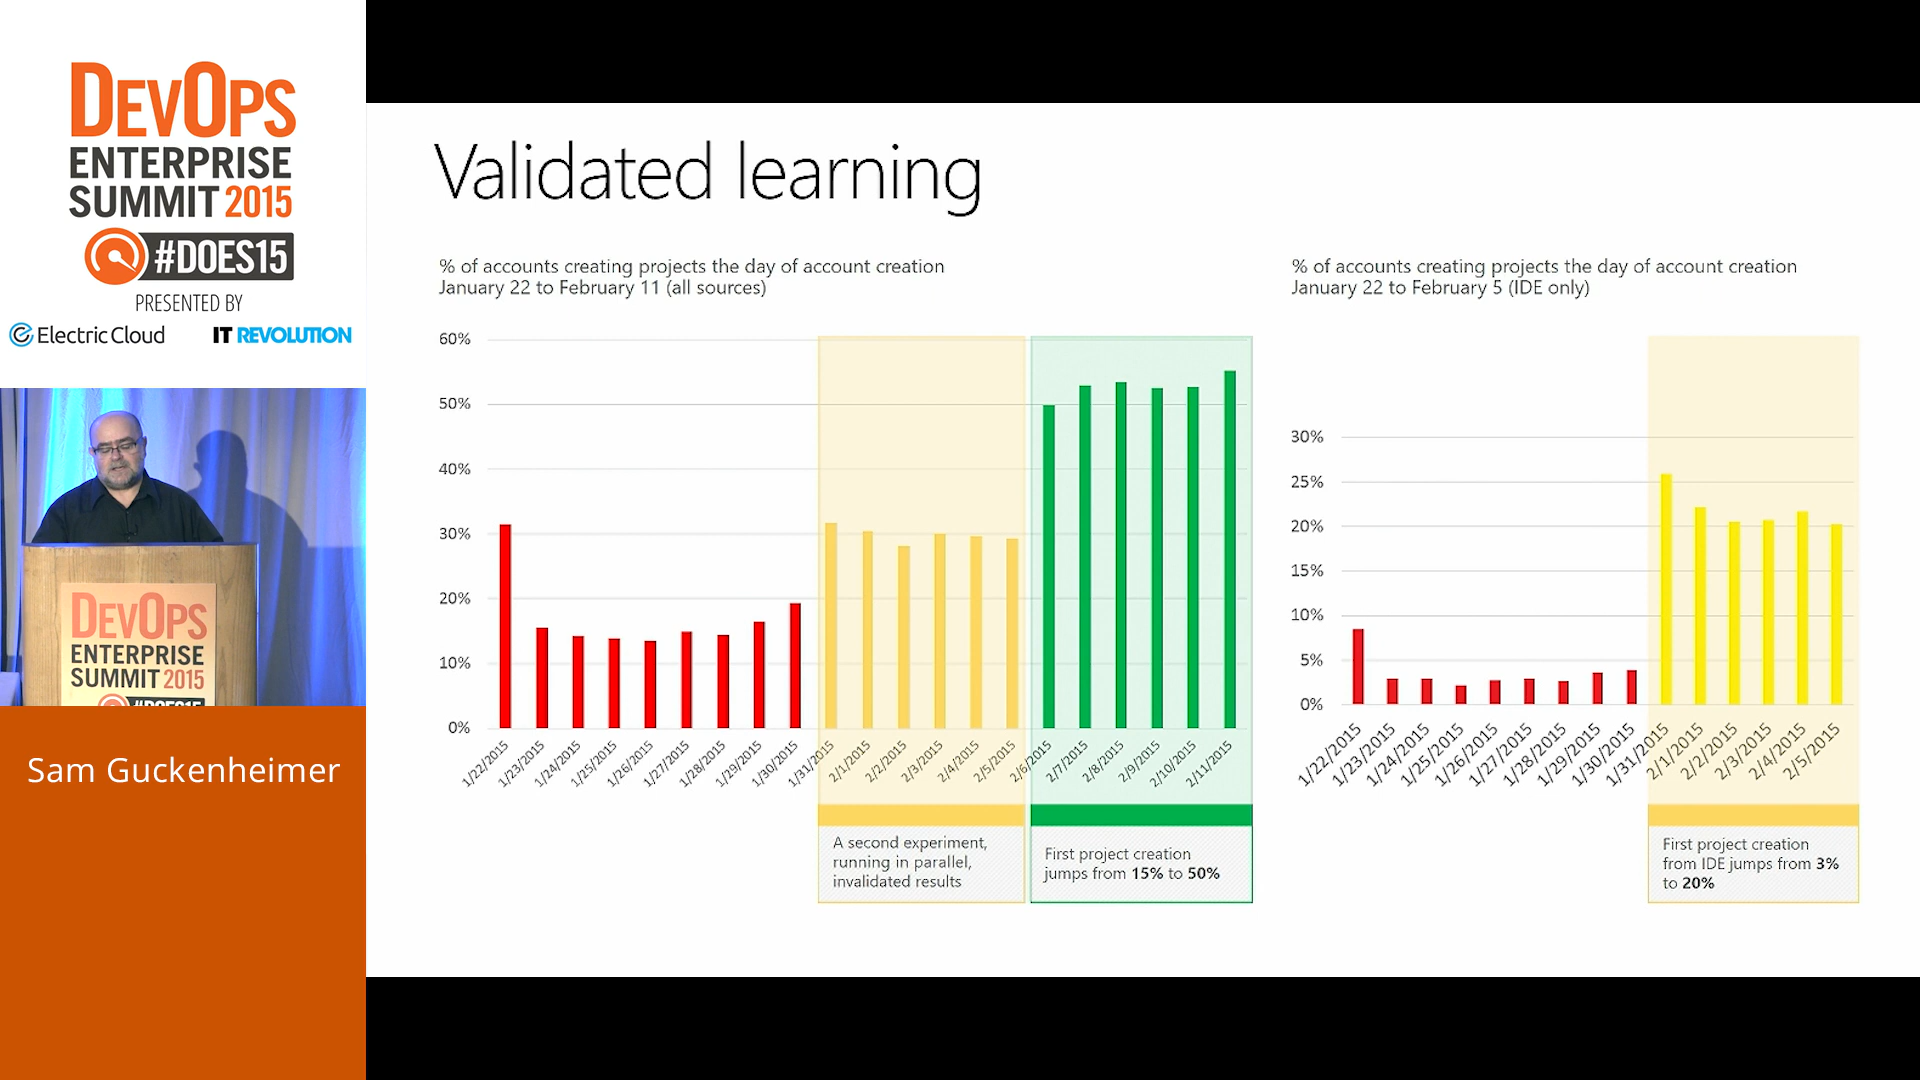 DEVOPS
ENTERPRISE
SUMMIT 2015
#DOES15
PRESENTED BY
Electric Cloud
IT REVOLUTION
DEVOPS
ENTERPRISE
SUMMIT 2015
#DOES15
Sam Guckenheimer
Validated learning
% of accounts creating projects the day of account creation
January 22 to February 11 (all sources)
60%
50%
40%
30%
20%
10%
0%
1/22/2015
1/23/2015
1/24/2015
1/25/2015
1/26/2015
1/27/2015
1/28/2015
1/29/2015
1/30/2015
1/31/2015
2/1/2015
2/2/2015
2/3/2015
2/4/2015
2/5/2015
2/6/2015
2/7/2015
2/8/2015
2/9/2015
2/10/2015
2/11/2015
A second experiment,
running in parallel,
invalidated results
First project creation
jumps from 15% to 50%
% of accounts creating projects the day of account creation
January 22 to February 5 (IDE only)
30%
25%
20%
15%
10%
5%
0%
1/22/2015
1/23/2015
1/24/2015
1/25/2015
1/26/2015
1/27/2015
1/28/2015
1/29/2015
1/30/2015
1/31/2015
2/1/2015
2/2/2015
2/3/2015
2/4/2015
2/5/2015
First project creation
from IDE jumps from 3%
to 20%